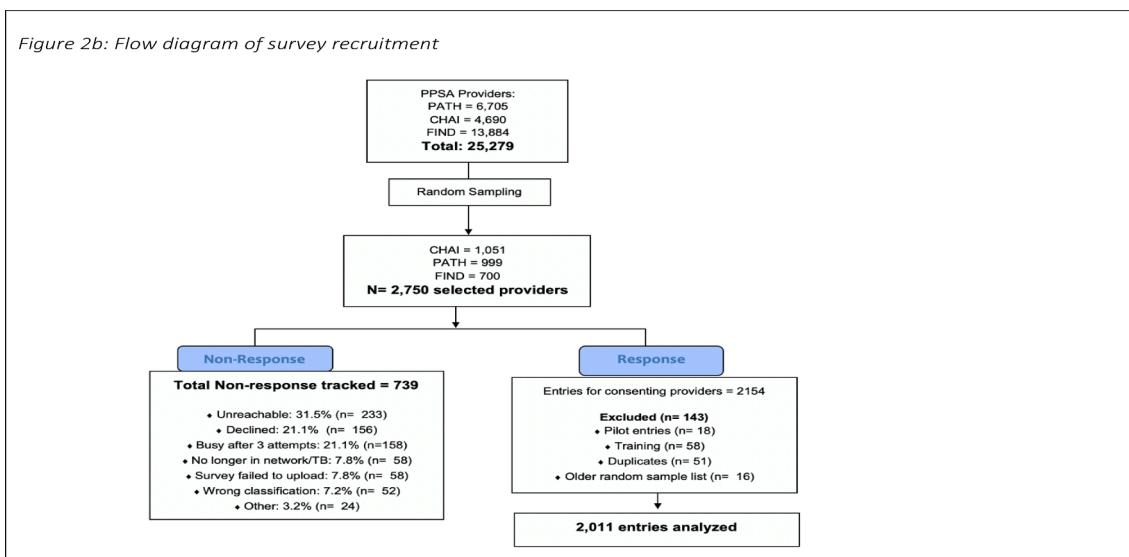 Figure 2b: Flow diagram of survey recruitment
PPSA Providers:
PATH = 6,705
CHAI = 4,690
FIND = 13,884
Total: 25,279
Random Sampling
CHAI = 1,051
PATH = 999
FIND = 700
N= 2,750 selected providers
Non-Response
Total Non-response tracked = 739
♦ Unreachable: 31.5% (n= 233)
♦ Declined: 21.1% (n= 156)
♦ Busy after 3 attempts: 21.1% (n=158)
♦ No longer in network/TB: 7.8% (n= 58)
♦ Survey failed to upload: 7.8% (n= 58)
♦ Wrong classification: 7.2% (n= 52)
♦ Other: 3.2% (n= 24)
Response
Entries for consenting providers = 2154
Excluded (n= 143)
♦ Pilot entries (n= 18)
♦ Training (n= 58)
♦ Duplicates (n= 51)
♦ Older random sample list (n= 16)
2,011 entries analyzed